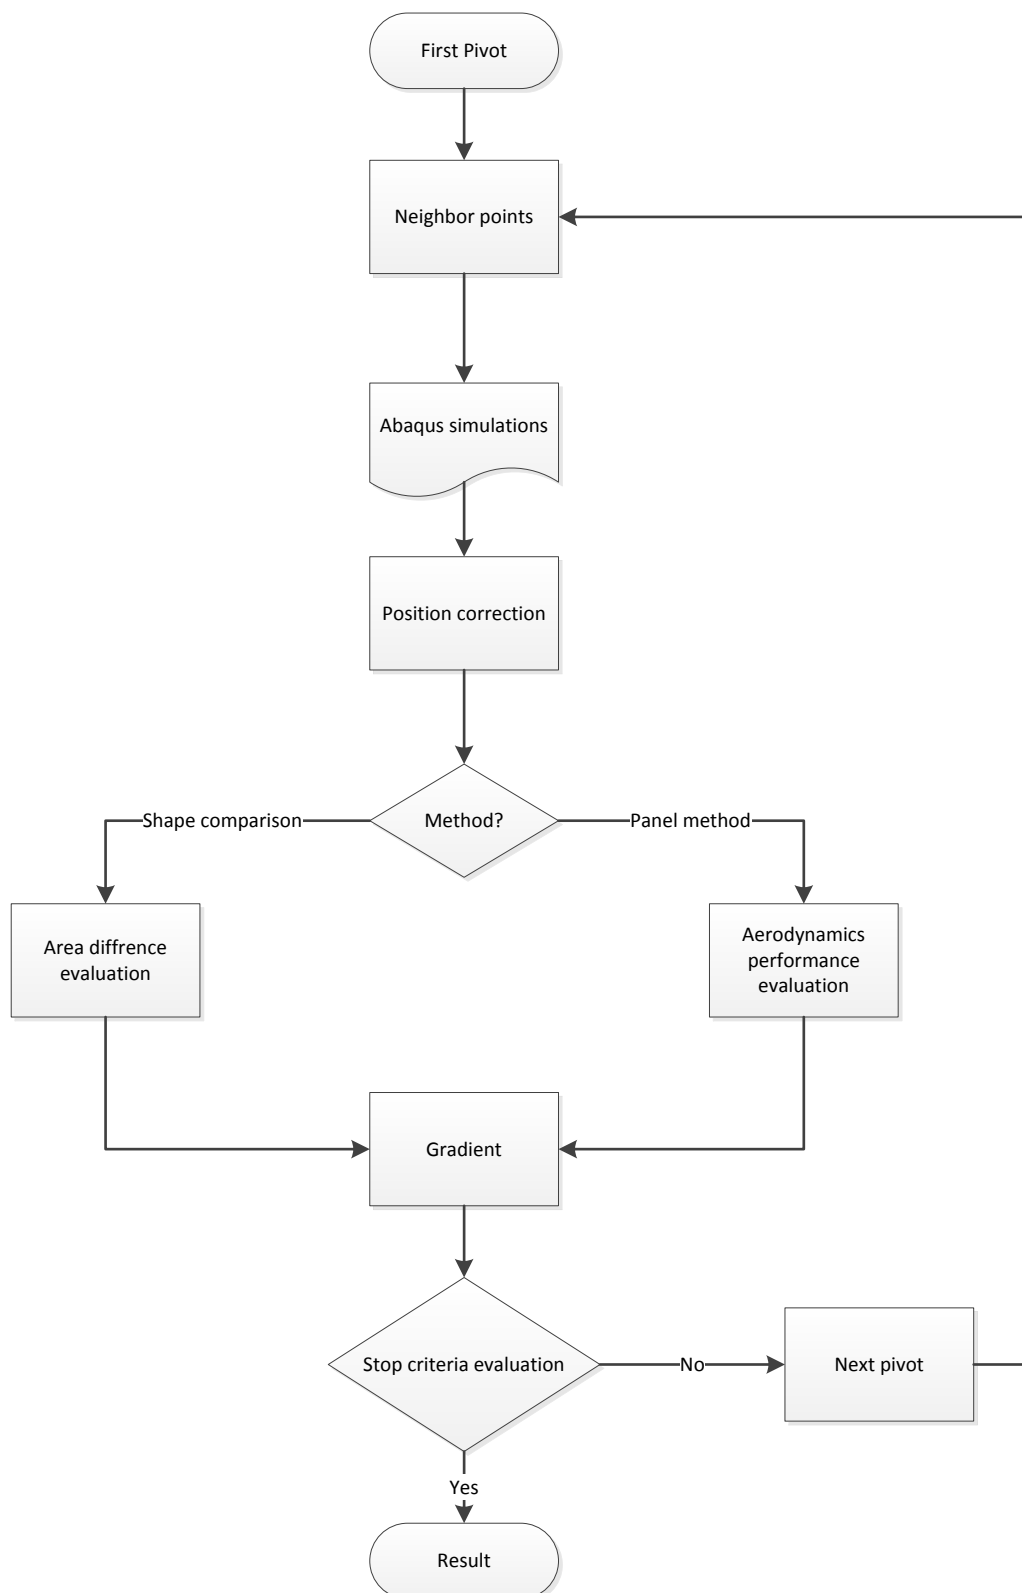 First Pivot
Neighbor points
Abaqus simulations
Position correction
Shape comparison
Method?
Panel method
Area diffrence
evaluation
Aerodynamics
performance
evaluation
Gradient
Stop criteria evaluation
No
Next pivot
Yes
Result